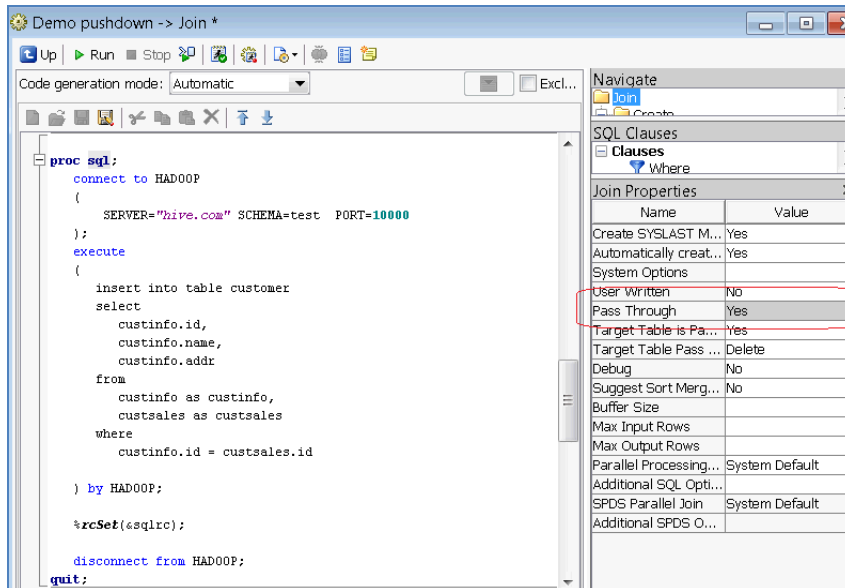 Demo pushdown -> Join *
Up Run Stop
Code generation mode: Automatic Excl...
proc sql;
connect to HADOOP
(
SERVER="hive.com" SCHEMA=test PORT=10000
);
execute
(
insert into table customer
select
custinfo.id,
custinfo.name,
custinfo.addr
from
custinfo as custinfo,
custsales as custsales
where
custinfo.id = custsales.id
) by HADOOP;
%rcSet(&sqlrc);
disconnect from HADOOP;
quit;
Navigate
Join
Create
SQL Clauses
Clauses
Where
Join Properties
Name Value
Create SYSLAST M... Yes
Automatically creat... Yes
System Options
User Written No
Pass Through Yes
Target Table is Pa... Yes
Target Table Pass ... Delete
Debug No
Suggest Sort Merg... No
Buffer Size
Max Input Rows
Max Output Rows
Parallel Processing... System Default
Additional SQL Opti...
SPDS Parallel Join System Default
Additional SPDS O...